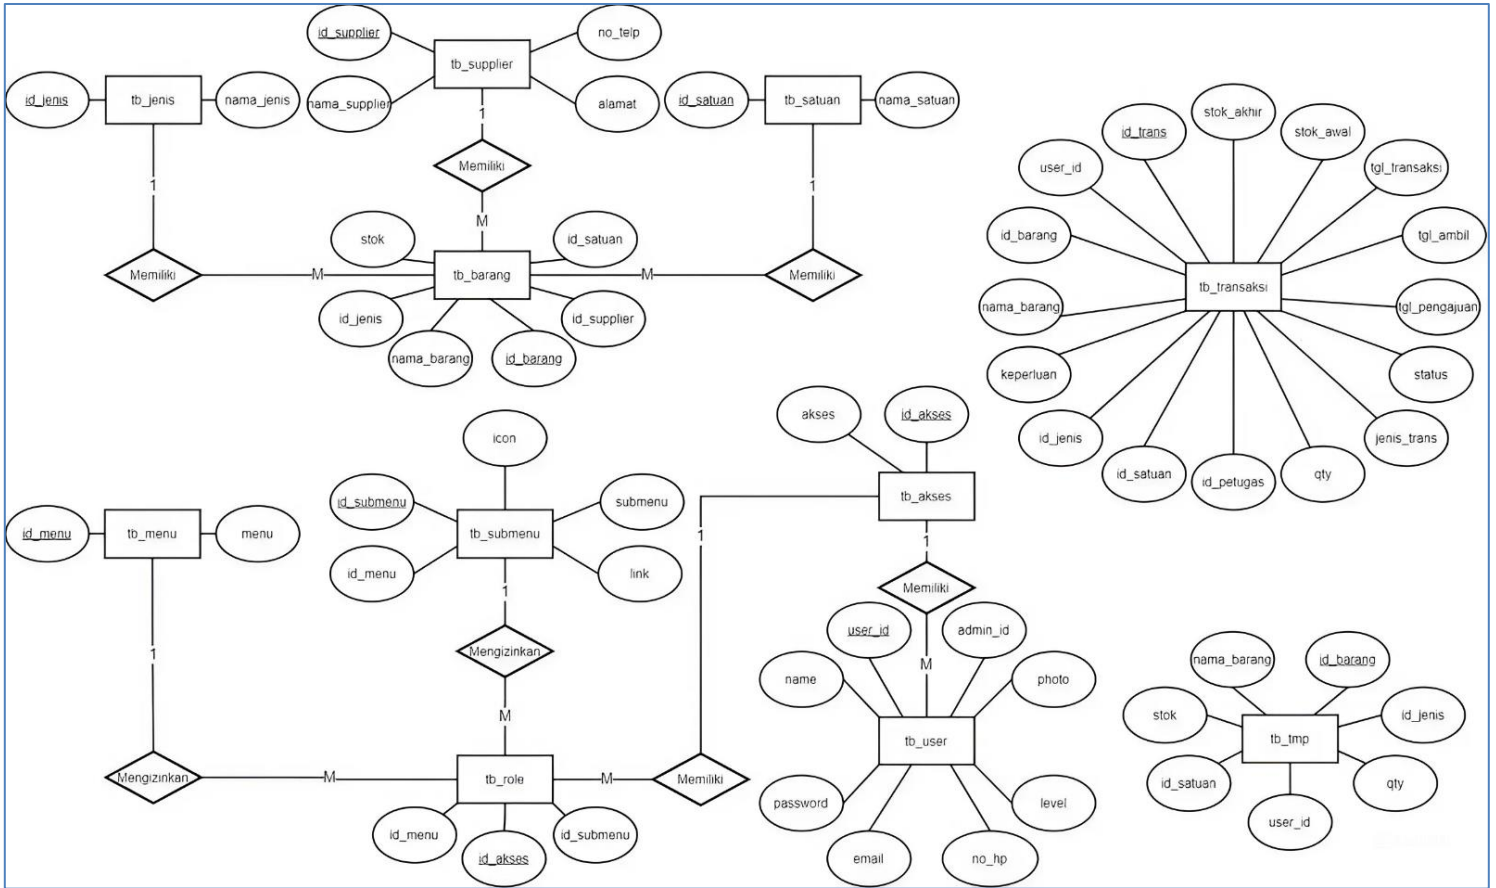 id_supplier
no_telp
tb_supplier
id_jenis
tb_jenis
nama_jenis
nama_supplier
alamat
id_satuan
tb_satuan
nama_satuan
1
Memiliki
1
1
M
stok
id_satuan
Memiliki
M
tb_barang
M
Memiliki
id_jenis
id_supplier
nama_barang
id_barang
stok_akhir
id_trans
stok_awal
user_id
tgl_transaksi
id_barang
tgl_ambil
tb_transaksi
nama_barang
tgl_pengajuan
keperluan
status
id_jenis
jenis_trans
id_satuan
id_petugas
qty
icon
id_submenu
submenu
tb_submenu
id_menu
link
id_menu
tb_menu
menu
1
Mengizinkan
1
M
Mengizinkan
M
tb_role
M
Memiliki
id_menu
id_akses
id_submenu
akses
id_akses
tb_akses
1
1
Memiliki
user_id
admin_id
M
name
photo
tb_user
password
level
email
no_hp
nama_barang
id_barang
stok
id_jenis
tb_tmp
id_satuan
qty
user_id